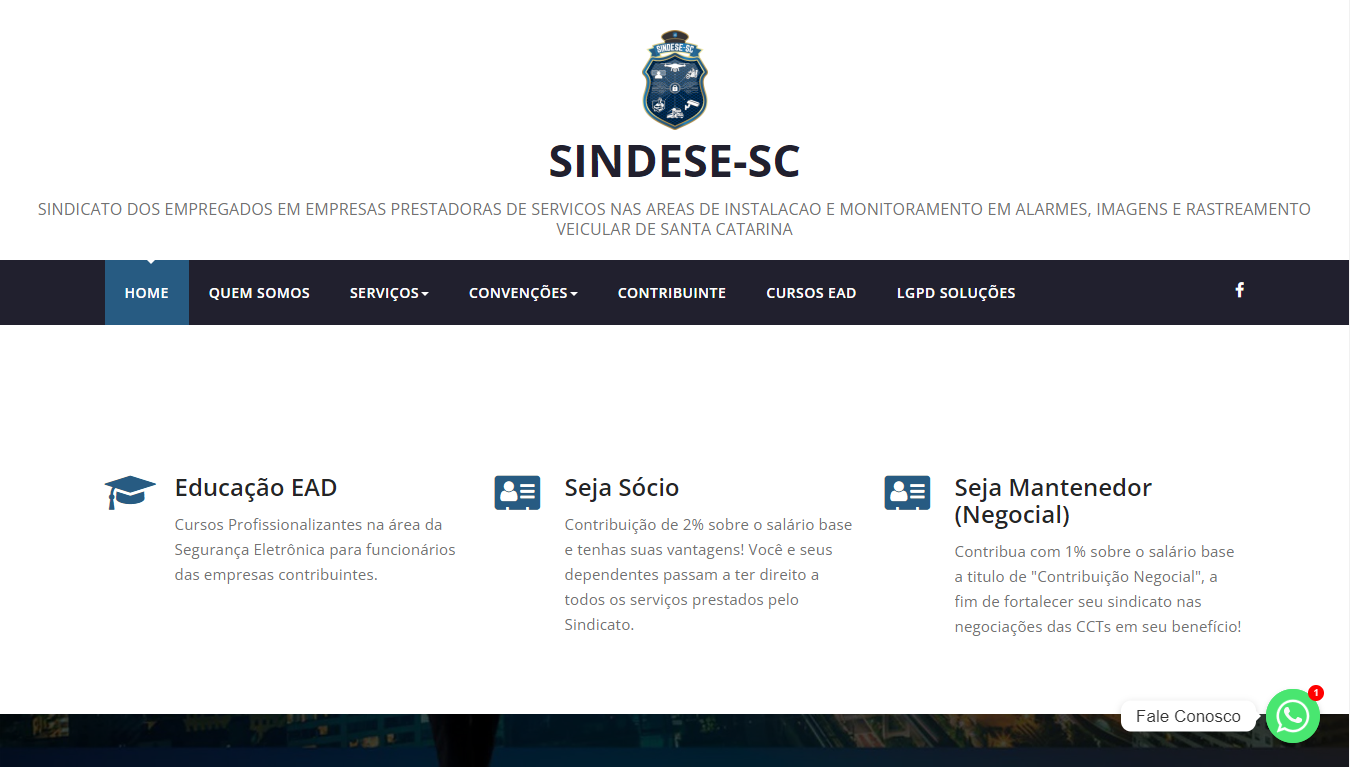 SINDESE-SC
SINDESE-SC
SINDICATO DOS EMPREGADOS EM EMPRESAS PRESTADORAS DE SERVICOS NAS AREAS DE INSTALACAO E MONITORAMENTO EM ALARMES, IMAGENS E RASTREAMENTO
VEICULAR DE SANTA CATARINA
HOME QUEM SOMOS SERVIÇOS CONVENÇÕES CONTRIBUINTE CURSOS EAD LGPD SOLUÇÕES
Educação EAD
Cursos Profissionalizantes na área da
Segurança Eletrônica para funcionários
das empresas contribuintes.
Seja Sócio
Contribuição de 2% sobre o salário base
e tenhas suas vantagens! Você e seus
dependentes passam a ter direito a
todos os serviços prestados pelo
Sindicato.
Seja Mantenedor
(Negocial)
Contribua com 1% sobre o salário base
a titulo de "Contribuição Negocial", a
fim de fortalecer seu sindicato nas
negociações das CCTs em seu benefício!
Fale Conosco
1